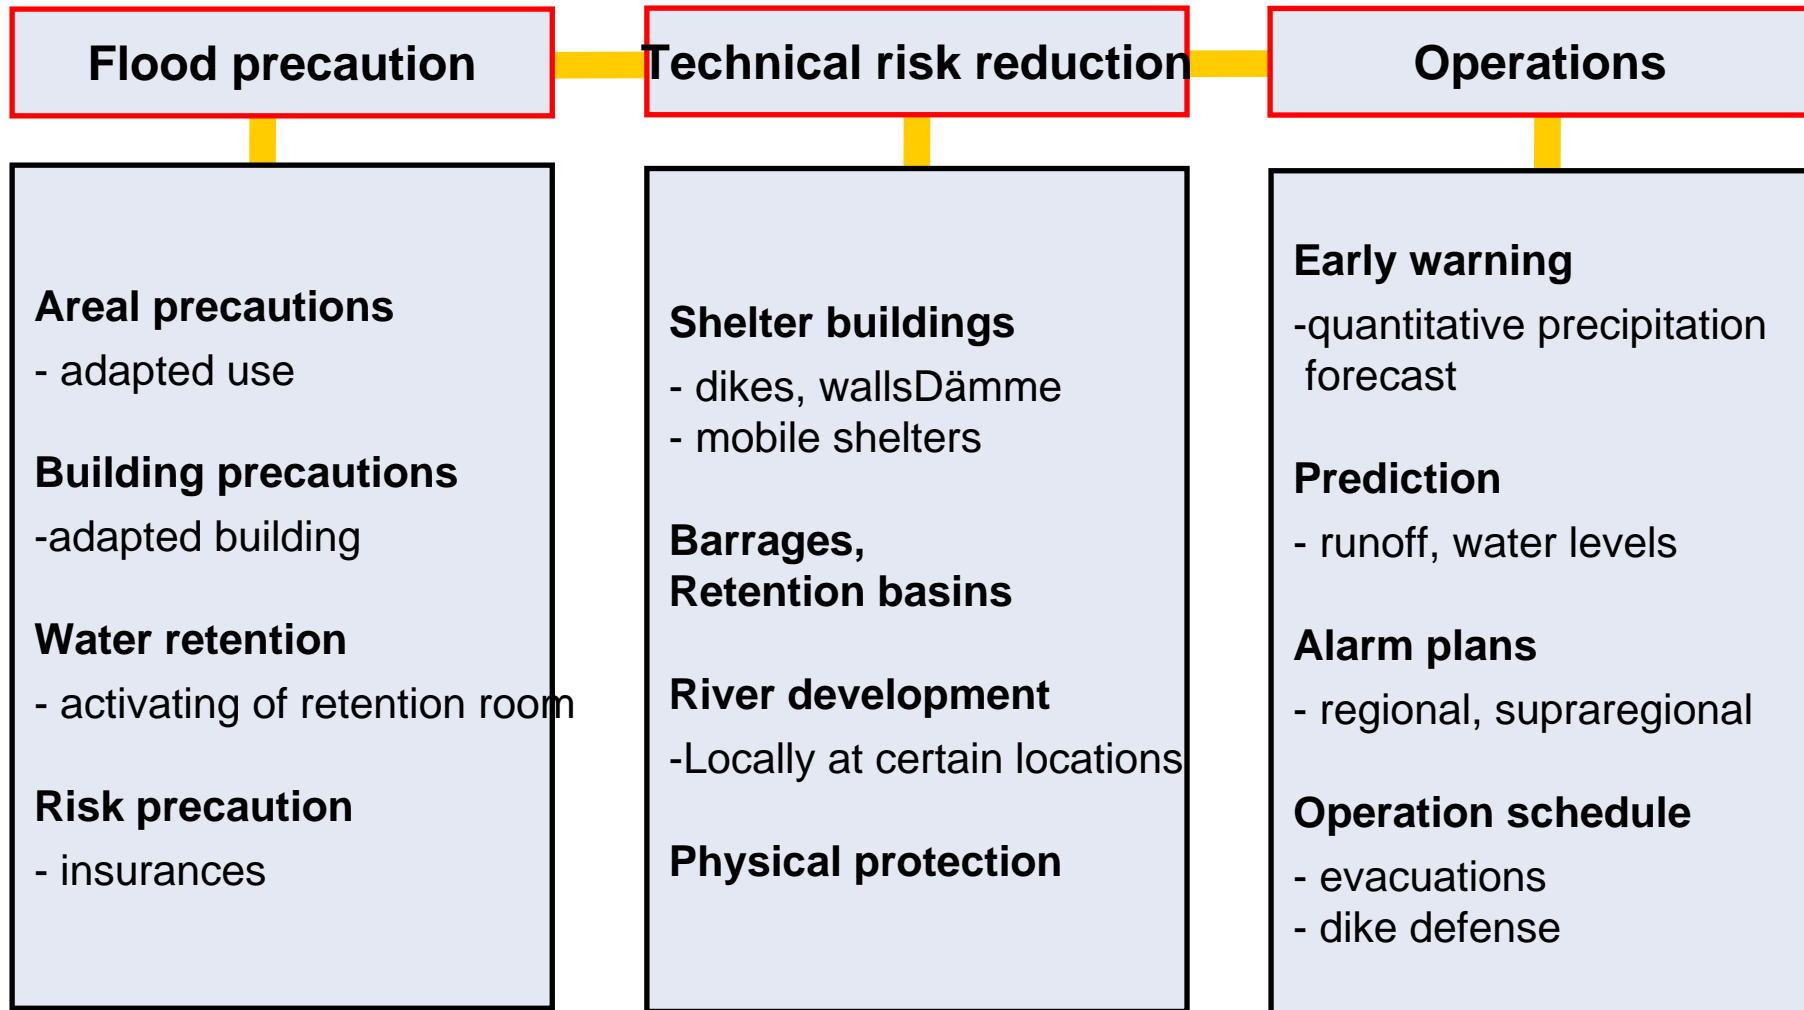 Flood precaution
Technical risk reduction
Operations
Areal precautions
- adapted use
Building precautions
-adapted building
Water retention
- activating of retention room
Risk precaution
- insurances
Shelter buildings
- dikes, wallsDämme
- mobile shelters
Barrages,
Retention basins
River development
-Locally at certain locations
Physical protection
Early warning
-quantitative precipitation
forecast
Prediction
- runoff, water levels
Alarm plans
- regional, supraregional
Operation schedule
- evacuations
- dike defense